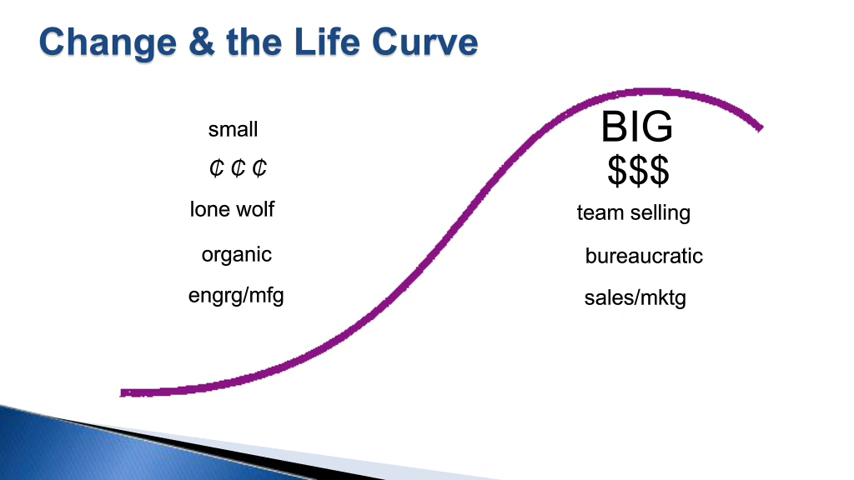 Change & the Life Curve
small
¢ ¢ ¢
lone wolf
organic
engrg/mfg
BIG
$$$
team selling
bureaucratic
sales/mktg